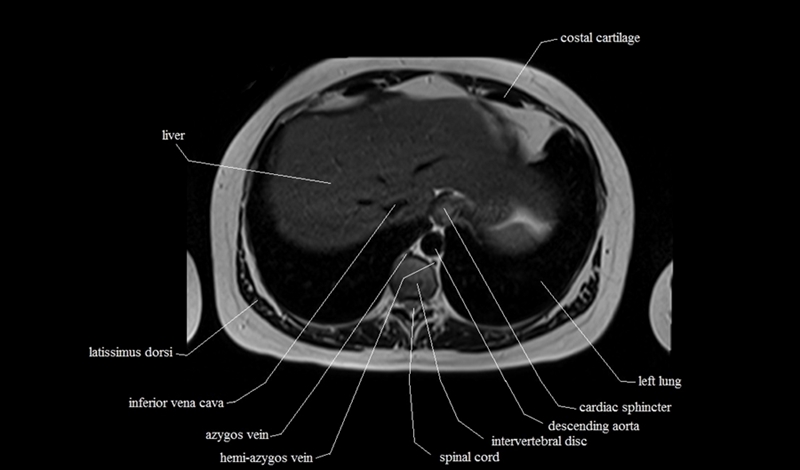 costal cartilage
liver
latissimus dorsi
left lung
inferior vena cava
cardiac sphincter
descending aorta
azygos vein
intervertebral disc
hemi-azygos vein
spinal cord